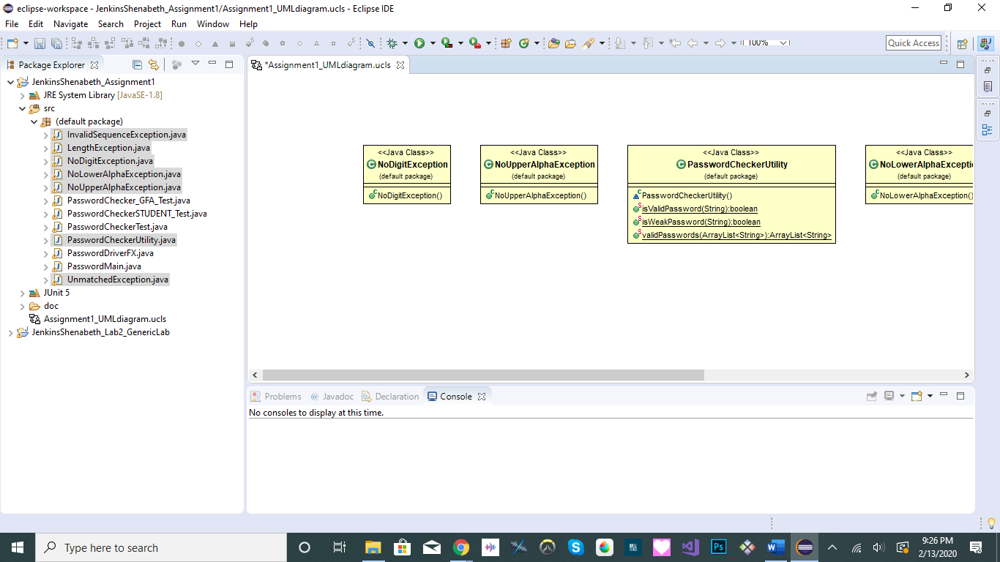 eclipse-workspace - JenkinsShenabeth_Assignment1/Assignment1_UMLdiagram.ucls - Eclipse IDE
File Edit Navigate Search Project Run Window Help
100%
Quick Access
Package Explorer
JenkinsShenabeth_Assignment1
JRE System Library [JavaSE-1.8]
src
(default package)
InvalidSequenceException.java
LengthException.java
NoDigitException.java
NoLowerAlphaException.java
NoUpperAlphaException.java
PasswordChecker_GFA_Test.java
PasswordCheckerSTUDENT_Test.java
PasswordCheckerTest.java
PasswordCheckerUtility.java
PasswordDriverFX.java
PasswordMain.java
UnmatchedException.java
JUnit 5
doc
Assignment1_UMLdiagram.ucls
JenkinsShenabeth_Lab2_GenericLab
*Assignment1_UMLdiagram.ucls
<<Java Class>>
NoDigitException
(default package)
NoDigitException()
<<Java Class>>
NoUpperAlphaException
(default package)
NoUpperAlphaException()
<<Java Class>>
PasswordCheckerUtility
(default package)
PasswordCheckerUtility()
isValidPassword(String):boolean
isWeakPassword(String):boolean
validPasswords(ArrayList<String>):ArrayList<String>
<<Java Class>>
NoLowerAlphaExcepti
(default package)
NoLowerAlphaException()
Problems @ Javadoc Declaration Console
No consoles to display at this time.
Type here to search
9:26 PM
2/13/2020